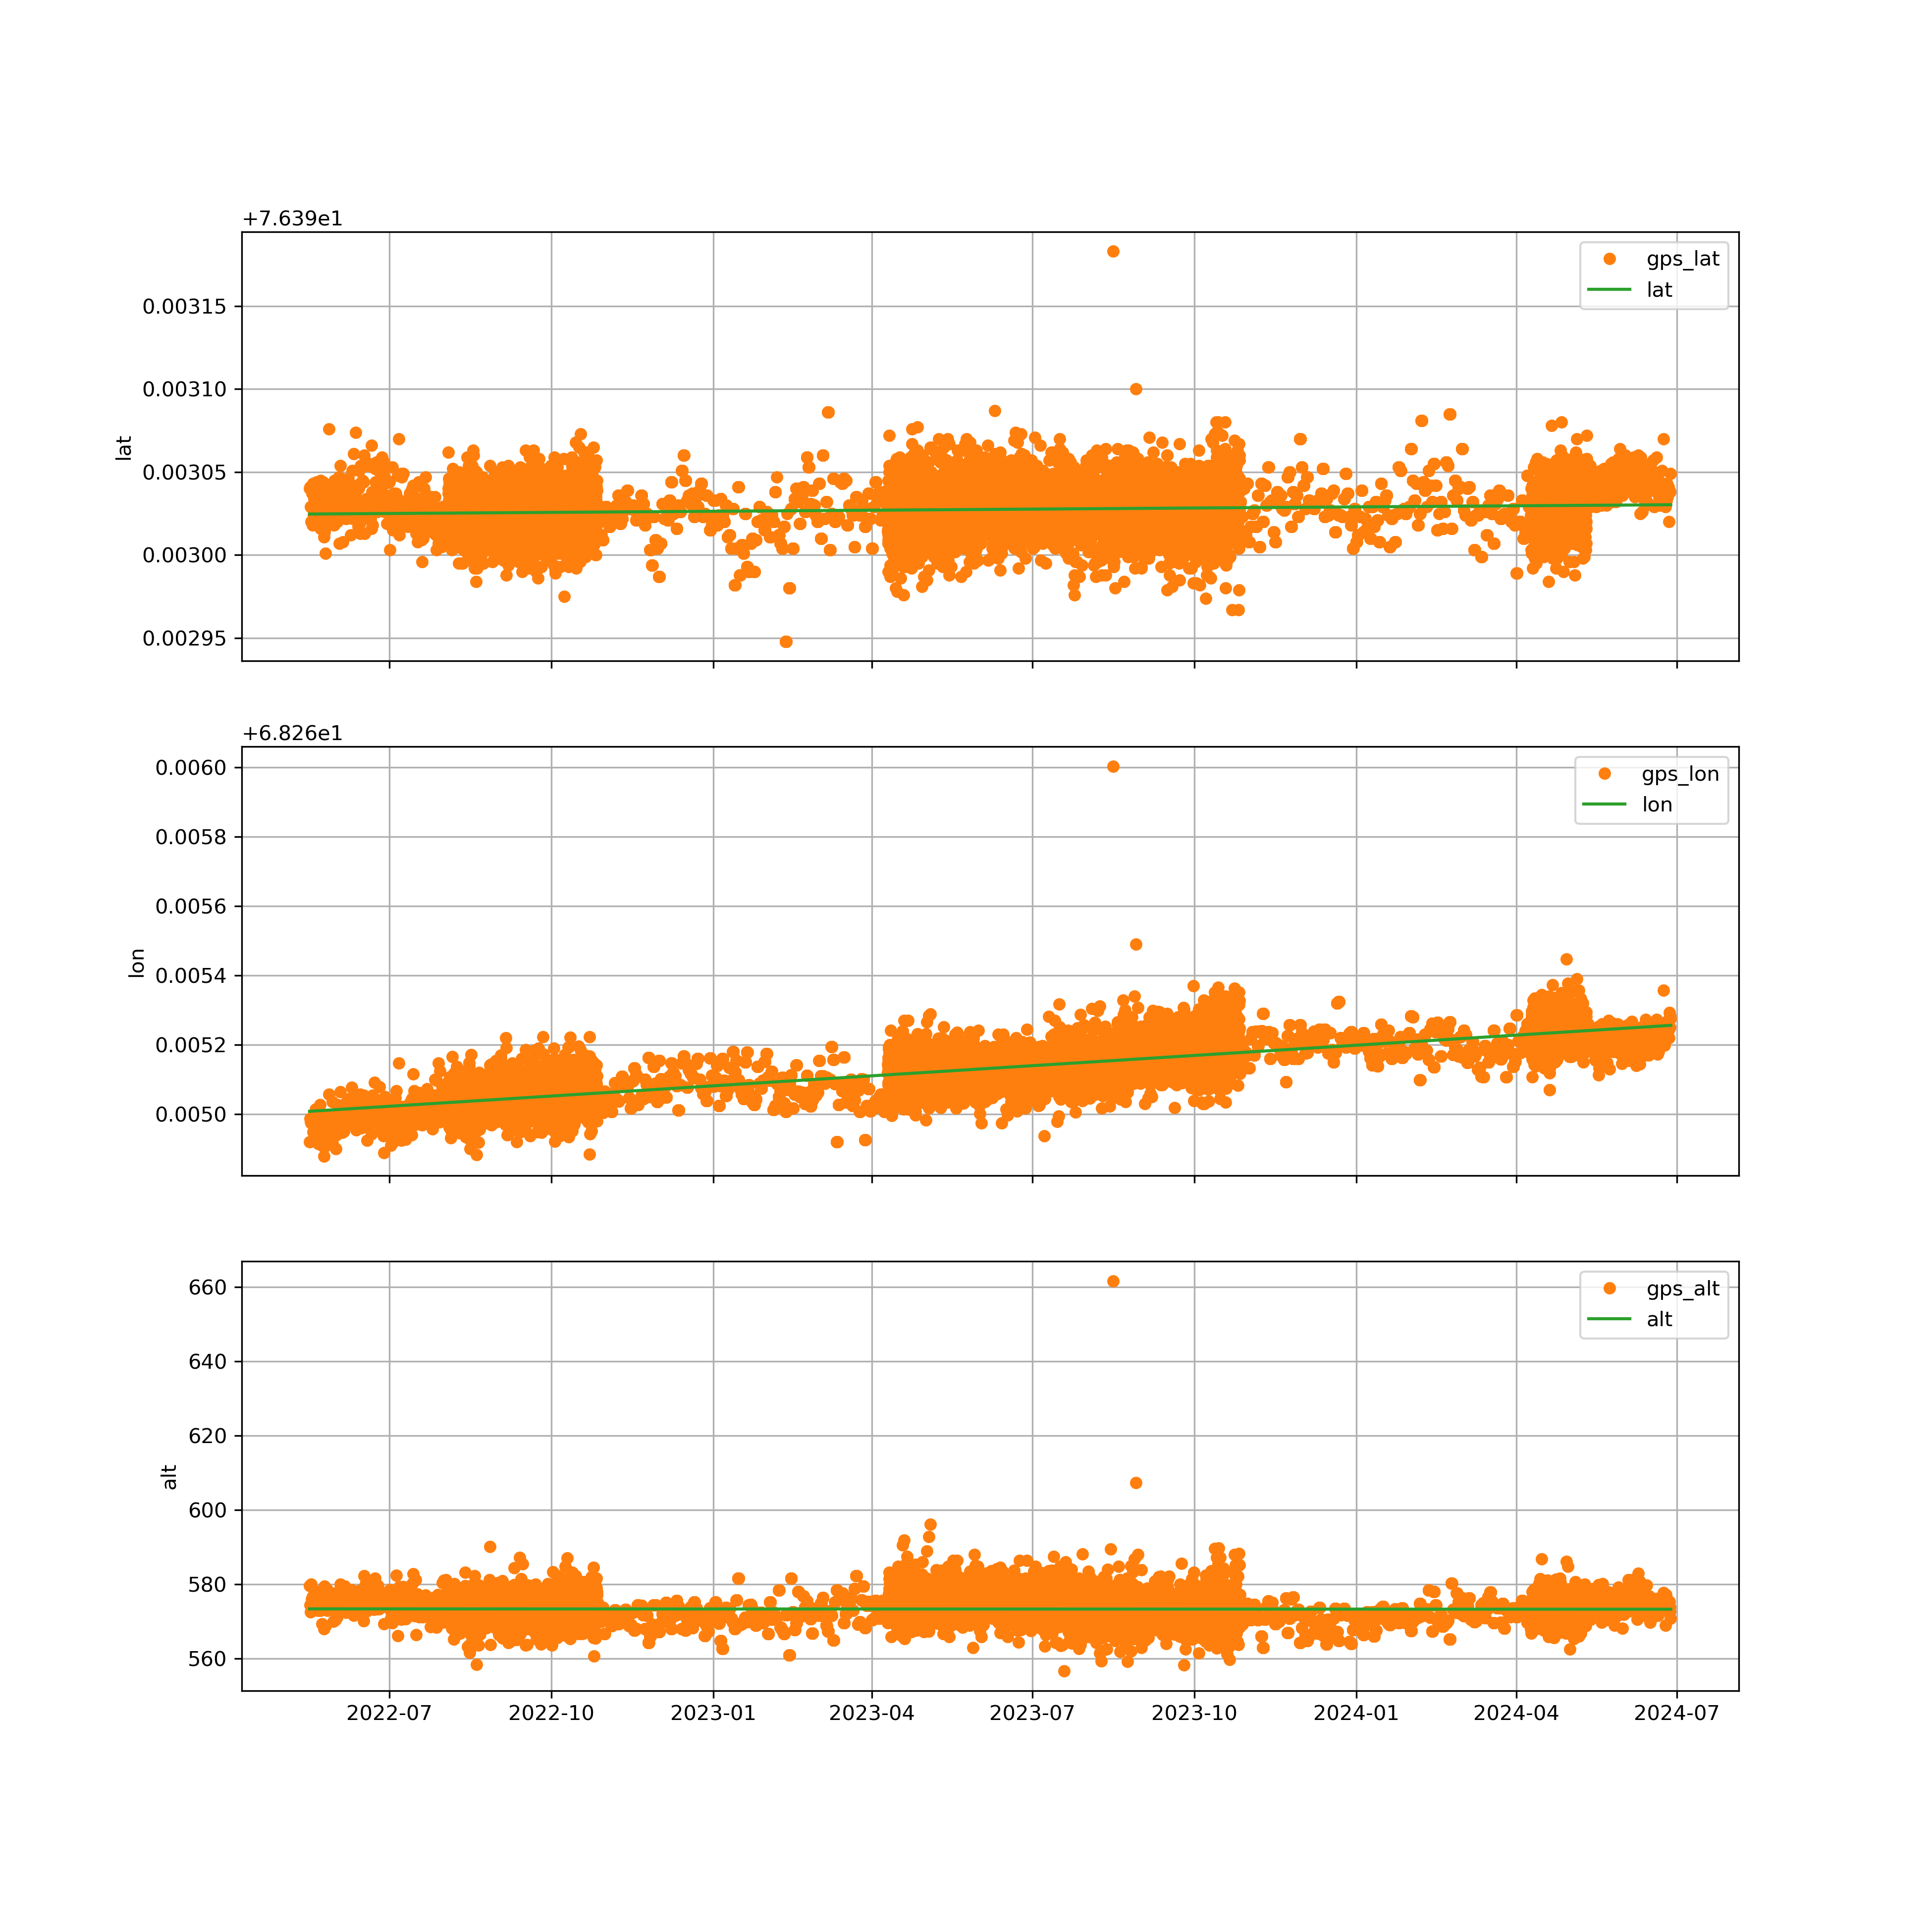 +7.639e1
gps_lat
lat
0.00315
0.00310
0.00305
0.00300
0.00295
lat
+6.826e1
gps_lon
lon
0.0060
0.0058
0.0056
0.0054
0.0052
0.0050
lon
gps_alt
alt
660
640
620
600
580
560
alt
2022-07 2022-10 2023-01 2023-04 2023-07 2023-10 2024-01 2024-04 2024-07